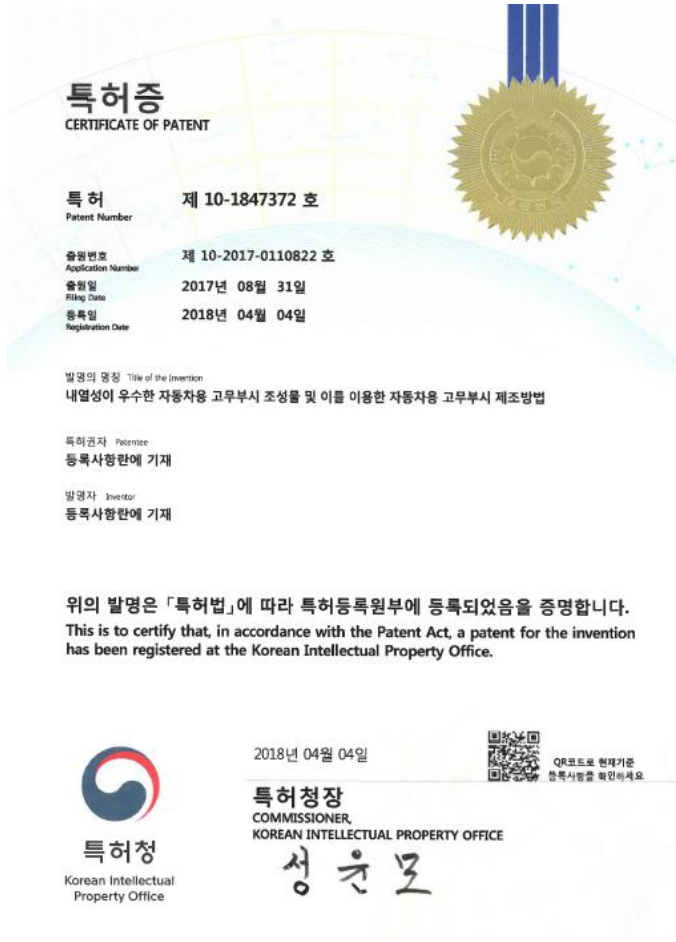 특허증
CERTIFICATE OF PATENT
특허 제 10-1847372 호
Patent Number
출원번호 제 10-2017-0110822 호
Application Number
출원일 2017년 08월 31일
Filing Date
등록일 2018년 04월 04일
Registration Date
발명의 명칭 Title of the Invention
내열성이 우수한 자동차용 고무부시 조성물 및 이를 이용한 자동차용 고무부시 제조방법
특허권자 Patentee
등록사항란에 기재
발명자 Inventor
등록사항란에 기재
위의 발명은 「특허법」에 따라 특허등록원부에 등록되었음을 증명합니다.
This is to certify that, in accordance with the Patent Act, a patent for the invention
has been registered at the Korean Intellectual Property Office.
2018년 04월 04일
QR코드로 현재기준
등록사항을 확인하세요
특허청장
COMMISSIONER,
KOREAN INTELLECTUAL PROPERTY OFFICE
성윤모
특허청
Korean Intellectual
Property Office